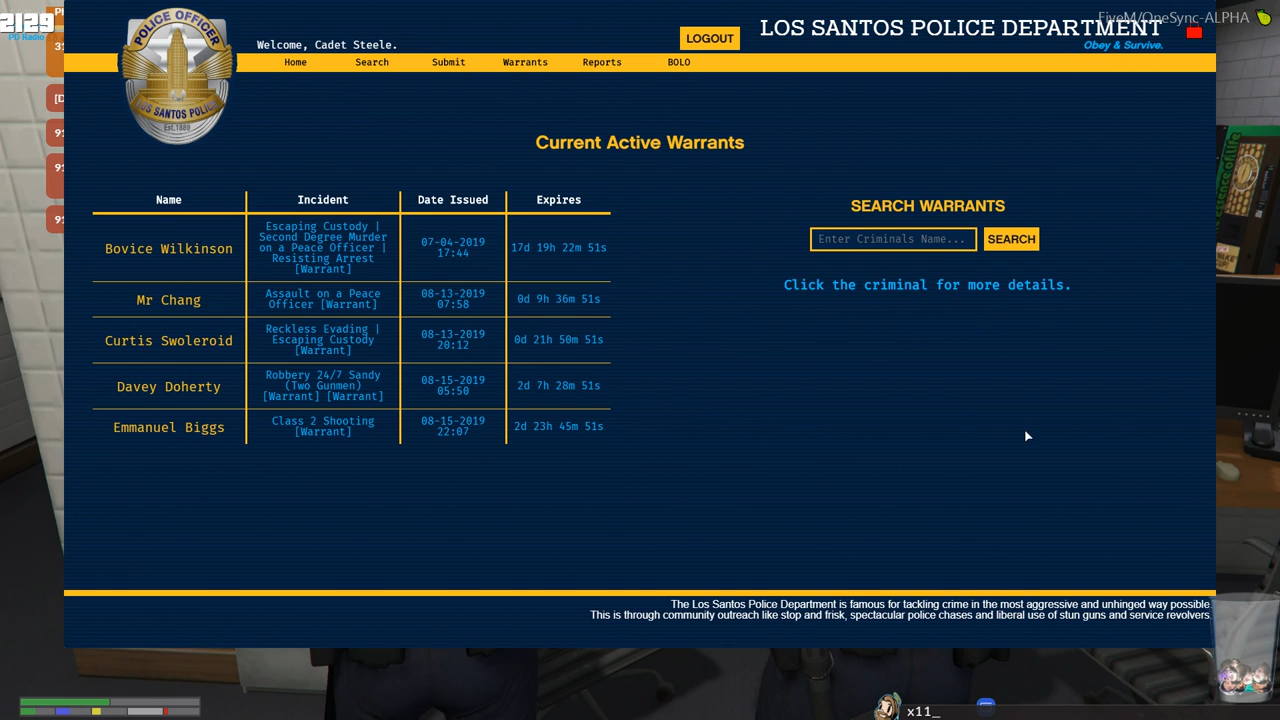 2129
PD Radio
FiveM/OneSync-ALPHA
POLICE OFFICER
LOS SANTOS POLICE
Est.1869
Welcome, Cadet Steele.
LOGOUT
LOS SANTOS POLICE DEPARTMENT
Obey & Survive.
Home Search Submit Warrants Reports BOLO
31
[D
91
91
91
Current Active Warrants
Name Incident Date Issued Expires
Bovice Wilkinson
Escaping Custody |
Second Degree Murder
on a Peace Officer |
Resisting Arrest
[Warrant]
07-04-2019
17:44
17d 19h 22m 51s
Mr Chang
Assault on a Peace
Officer [Warrant]
08-13-2019
07:58
0d 9h 36m 51s
Curtis Swoleroid
Reckless Evading |
Escaping Custody
[Warrant]
08-13-2019
20:12
0d 21h 50m 51s
Davey Doherty
Robbery 24/7 Sandy
(Two Gunmen)
[Warrant] [Warrant]
08-15-2019
05:50
2d 7h 28m 51s
Emmanuel Biggs
Class 2 Shooting
[Warrant]
08-15-2019
22:07
2d 23h 45m 51s
SEARCH WARRANTS
Enter Criminals Name... SEARCH
Click the criminal for more details.
The Los Santos Police Department is famous for tackling crime in the most aggressive and unhinged way possible.
This is through community outreach like stop and frisk, spectacular police chases and liberal use of stun guns and service revolvers.
x11_